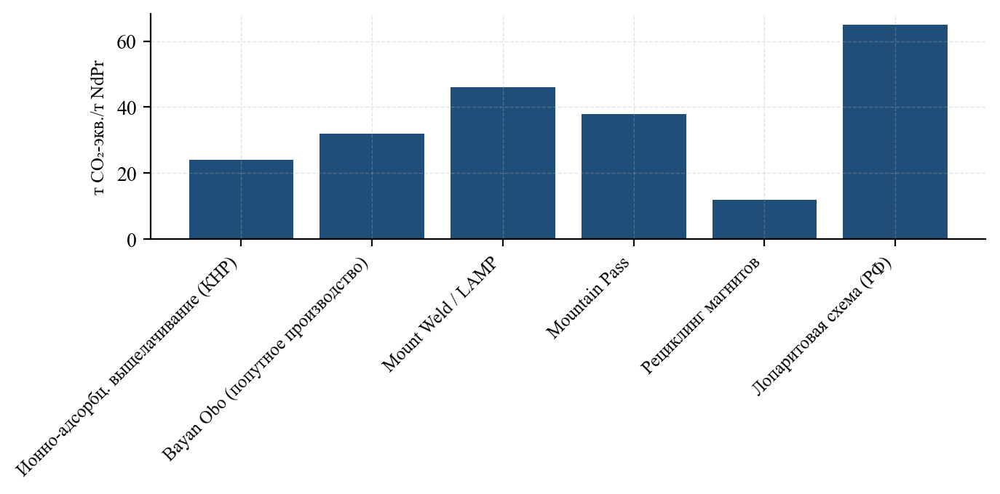 т CO₂-экв./т NdPr
60
40
20
0
Ионно-адсорбц. выщелачивание (КНР)
Bayan Obo (попутное производство)
Mount Weld / LAMP
Mountain Pass
Рециклинг магнитов
Лопаритовая схема (РФ)